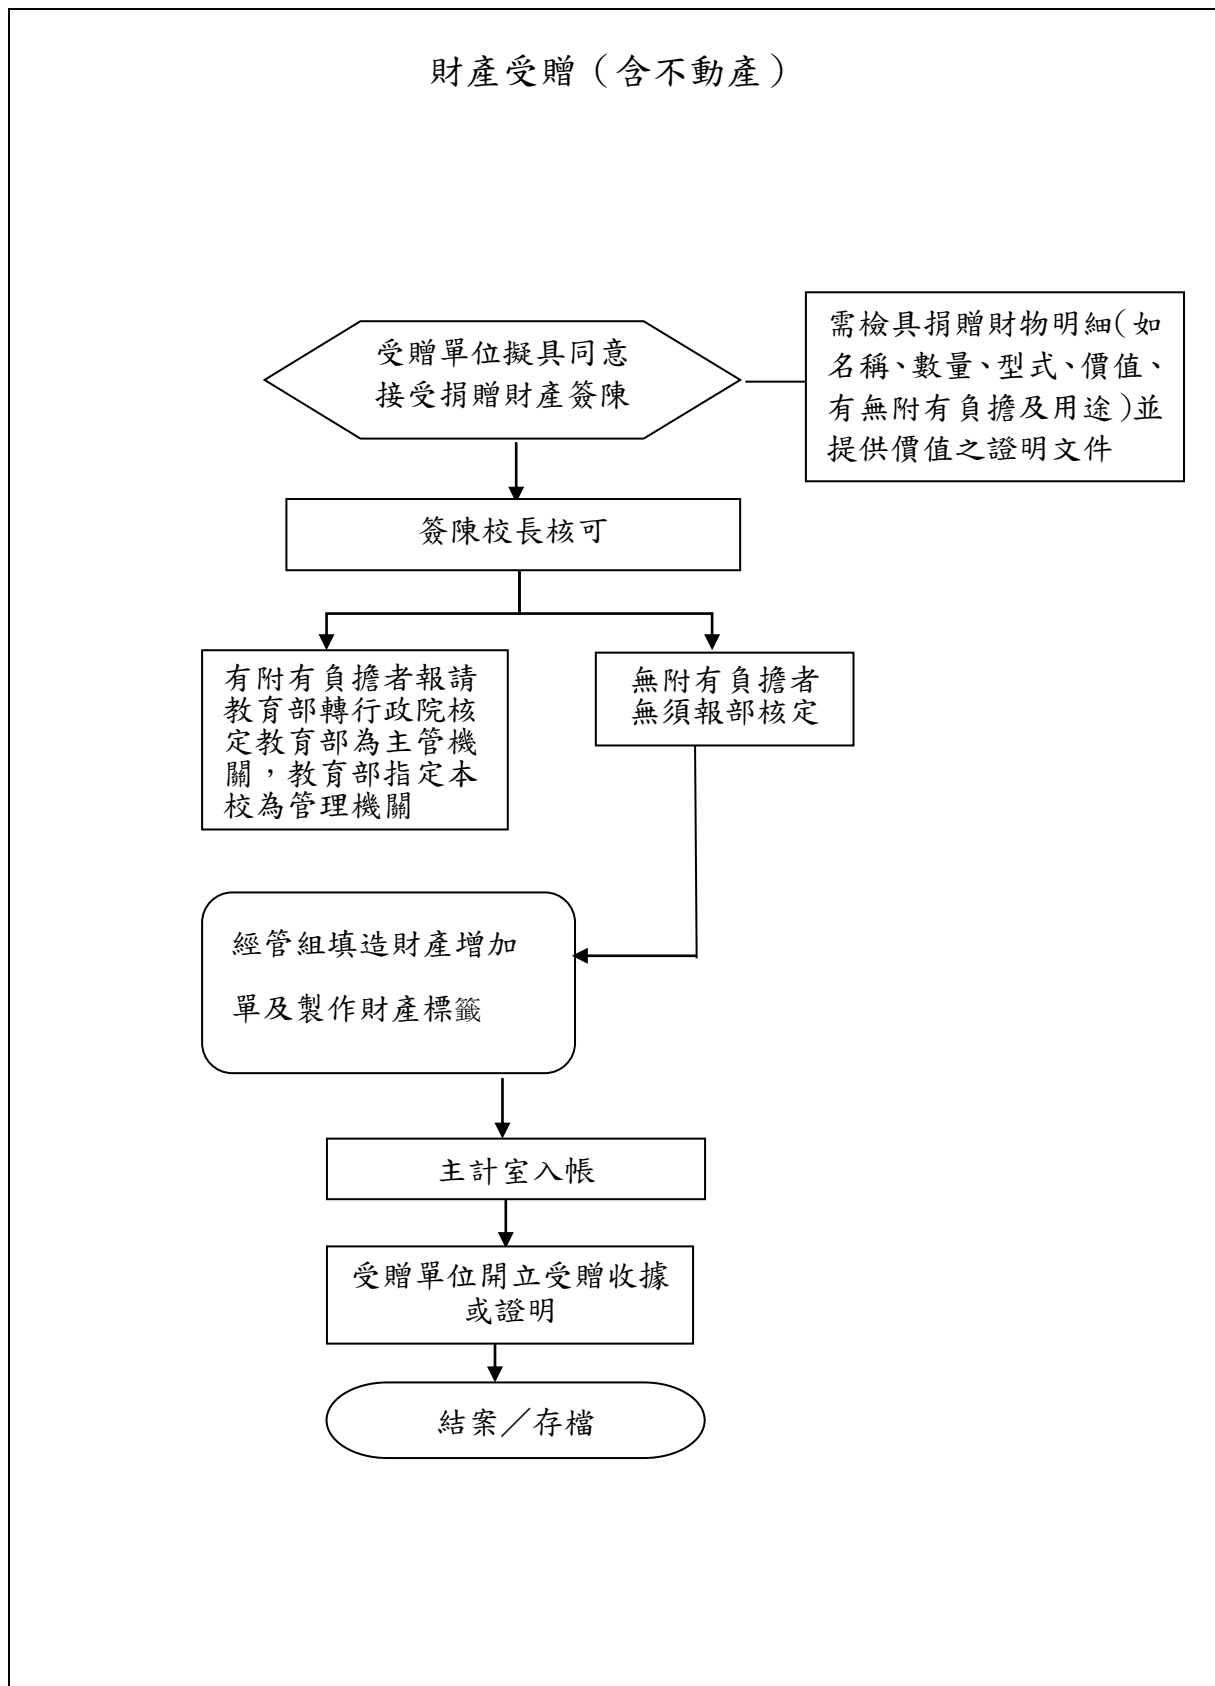 財產受贈（含不動產）
受贈單位擬具同意
接受捐贈財產簽陳
需檢具捐贈財物明細(如
名稱、數量、型式、價值、
有無附有負擔及用途)並
提供價值之證明文件
簽陳校長核可
有附有負擔者報請
教育部轉行政院核
定教育部為主管機
關，教育部指定本
校為管理機關
無附有負擔者
無須報部核定
經管組填造財產增加
單及製作財產標籤
主計室入帳
受贈單位開立受贈收據
或證明
結案／存檔